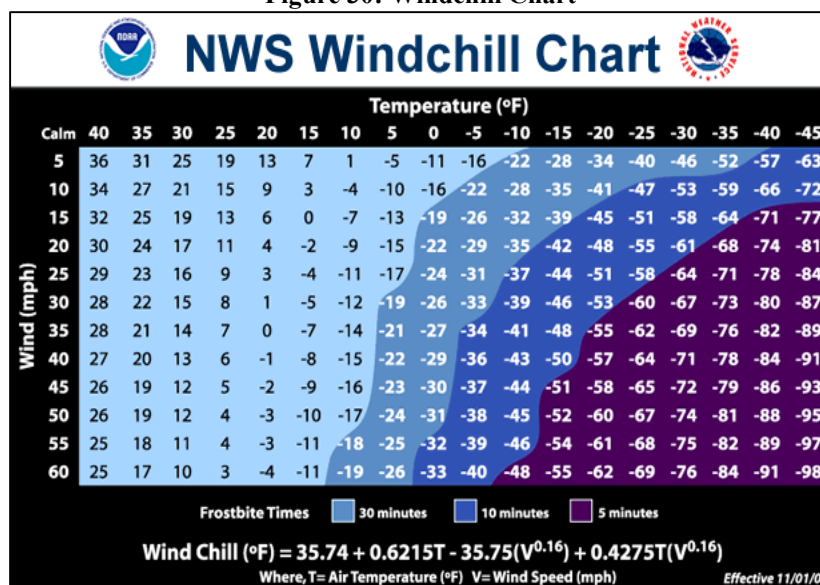 Figure 30: Windchill Chart
NOAA
NWS Windchill Chart
NATIONAL WEATHER SERVICE
Temperature (ºF)
Calm 40 35 30 25 20 15 10 5 0 -5 -10 -15 -20 -25 -30 -35 -40 -45
Wind (mph)
5 36 31 25 19 13 7 1 -5 -11 -16 -22 -28 -34 -40 -46 -52 -57 -63
10 34 27 21 15 9 3 -4 -10 -16 -22 -28 -35 -41 -47 -53 -59 -66 -72
15 32 25 19 13 6 0 -7 -13 -19 -26 -32 -39 -45 -51 -58 -64 -71 -77
20 30 24 17 11 4 -2 -9 -15 -22 -29 -35 -42 -48 -55 -61 -68 -74 -81
25 29 23 16 9 3 -4 -11 -17 -24 -31 -37 -44 -51 -58 -64 -71 -78 -84
30 28 22 15 8 1 -5 -12 -19 -26 -33 -39 -46 -53 -60 -67 -73 -80 -87
35 28 21 14 7 0 -7 -14 -21 -27 -34 -41 -48 -55 -62 -69 -76 -82 -89
40 27 20 13 6 -1 -8 -15 -22 -29 -36 -43 -50 -57 -64 -71 -78 -84 -91
45 26 19 12 5 -2 -9 -16 -23 -30 -37 -44 -51 -58 -65 -72 -79 -86 -93
50 26 19 12 4 -3 -10 -17 -24 -31 -38 -45 -52 -60 -67 -74 -81 -88 -95
55 25 18 11 4 -3 -11 -18 -25 -32 -39 -46 -54 -61 -68 -75 -82 -89 -97
60 25 17 10 3 -4 -11 -19 -26 -33 -40 -48 -55 -62 -69 -76 -84 -91 -98
Frostbite Times 30 minutes 10 minutes 5 minutes
Wind Chill (ºF) = 35.74 + 0.6215T - 35.75(V0.16) + 0.4275T(V0.16)
Where, T= Air Temperature (ºF) V= Wind Speed (mph)
Effective 11/01/0